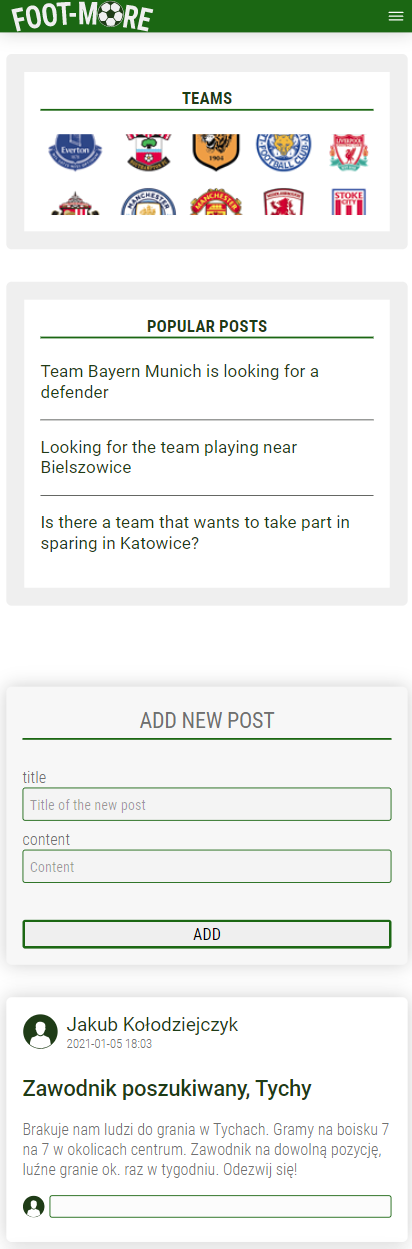 FOOT-MORE
TEAMS
Everton
1904
LEICESTER CITY
FOOTBALL CLUB
LIVERPOOL
MANCHESTER
MANCHESTER
STOKE
CITY
POPULAR POSTS
Team Bayern Munich is looking for a
defender
Looking for the team playing near
Bielszowice
Is there a team that wants to take part in
sparing in Katowice?
ADD NEW POST
title
Title of the new post
content
Content
ADD
Jakub Kołodziejczyk
2021-01-05 18:03
Zawodnik poszukiwany, Tychy
Brakuje nam ludzi do grania w Tychach. Gramy na boisku 7
na 7 w okolicach centrum. Zawodnik na dowolną pozycję,
luźne granie ok. raz w tygodniu. Odezwij się!